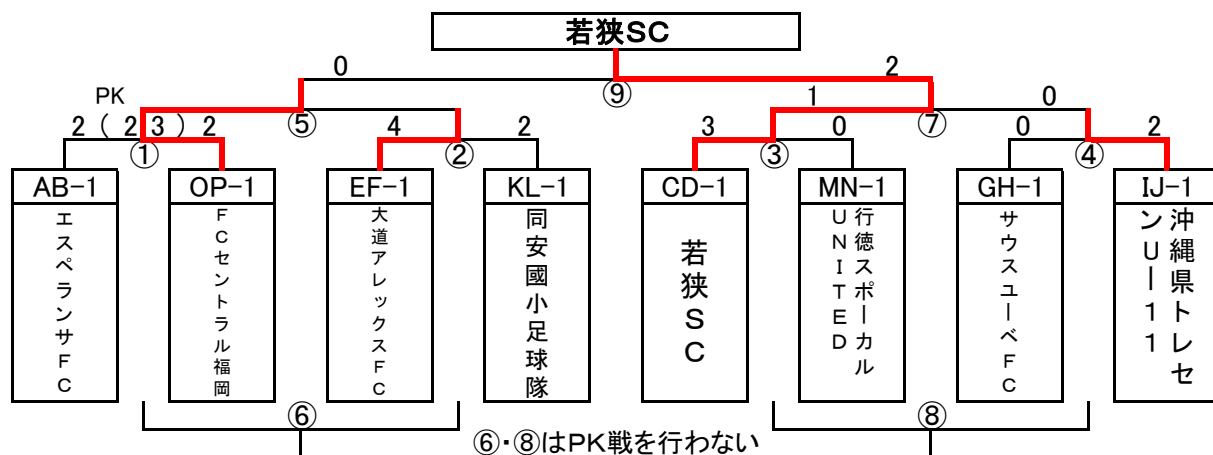 若狭SC
0 2
⑨
PK 1 0
2 ( 2 3 ) 2 ⑤ 4 2 3 0 ⑦ 0 2
① ② ③ ④
AB-1 OP-1 EF-1 KL-1 CD-1 MN-1 GH-1 IJ-1
エスペランサFC
FCセントラル福岡
大道アレックスFC
同安國小足球隊
若狭SC
行徳スポーカル
UNITED
サウスユーベFC
沖縄県トレセ
ンU-11
⑥ ⑧
⑥・⑧はPK戦を行わない